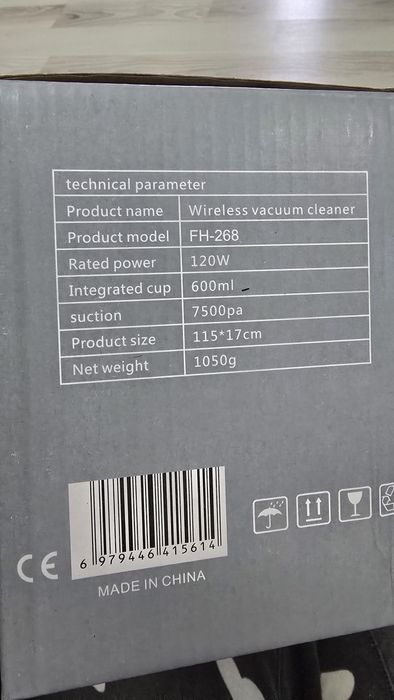 technical parameter
Product name Wireless vacuum cleaner
Product model FH-268
Rated power 120W
Integrated cup 600ml
suction 7500pa
Product size 115*17cm
Net weight 1050g
6 979446 415614
CE
MADE IN CHINA